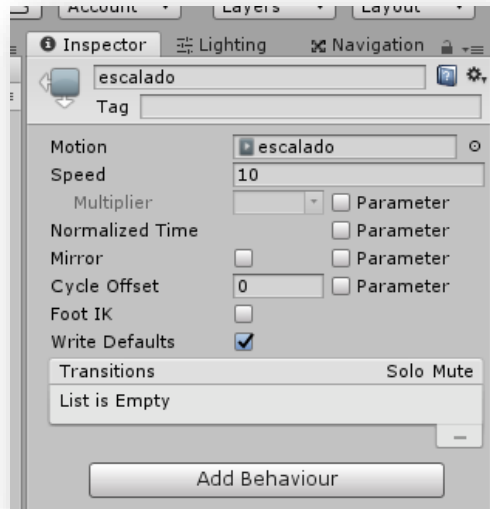 Account Layers Layout
Inspector Lighting Navigation
escalado
Tag
Motion escalado
Speed 10
Multiplier Parameter
Normalized Time Parameter
Mirror Parameter
Cycle Offset 0 Parameter
Foot IK
Write Defaults
Transitions Solo Mute
List is Empty
Add Behaviour